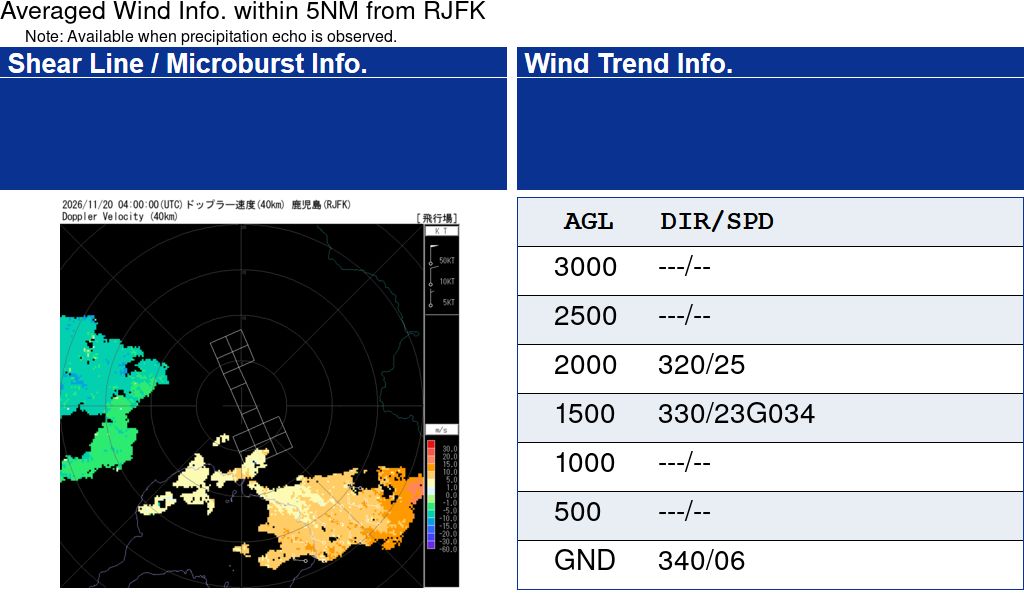 Averaged Wind Info. within 5NM from RJFK
Note: Available when precipitation echo is observed.
Shear Line / Microburst Info.
Wind Trend Info.
2026/11/20 04:00:00(UTC) ドップラー速度(40km) 鹿児島(RJFK)
Doppler Velocity (40km)
[飛行場]
KT
50KT
10KT
5KT
m/s
30.0
20.0
15.0
10.0
5.0
1.0
0.0
-1.0
-5.0
-10.0
-15.0
-20.0
-30.0
-60.0
AGL DIR/SPD
3000 ---/--
2500 ---/--
2000 320/25
1500 330/23G034
1000 ---/--
500 ---/--
GND 340/06